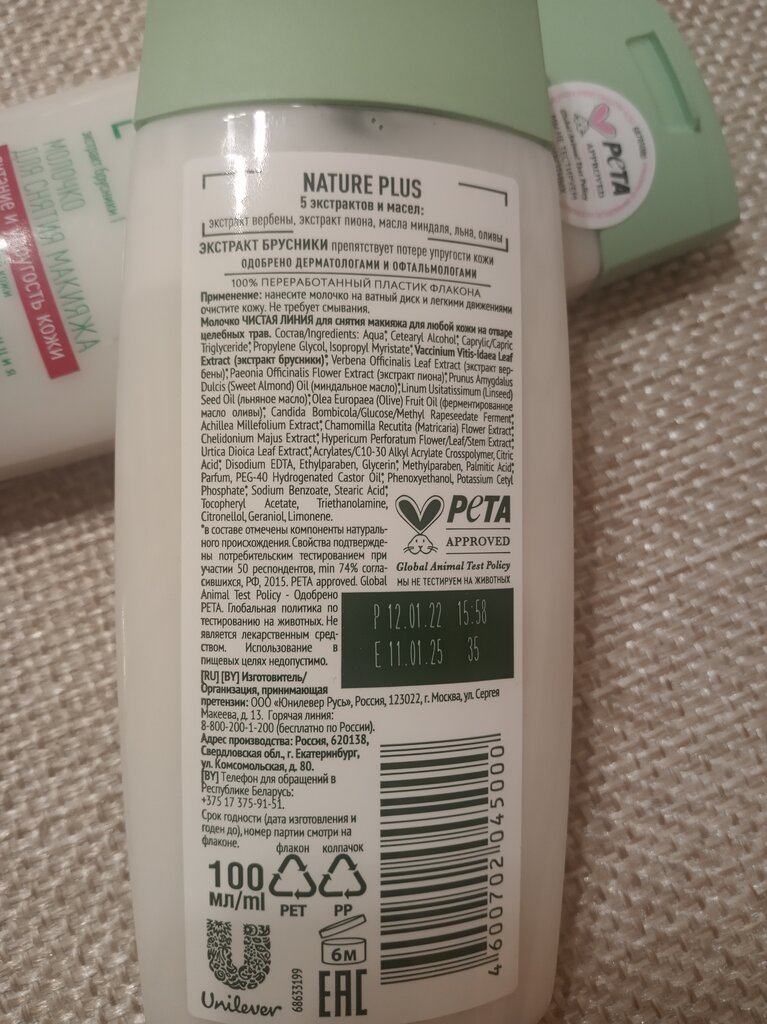 NATURE PLUS
5 экстрактов и масел:
экстракт вербены, экстракт пиона, масла миндаля, льна, оливы
ЭКСТРАКТ БРУСНИКИ препятствует потере упругости кожи
ОДОБРЕНО ДЕРМАТОЛОГАМИ И ОФТАЛЬМОЛОГАМИ
100% ПЕРЕРАБОТАННЫЙ ПЛАСТИК ФЛАКОНА
Применение: нанесите молочко на ватный диск и легкими движениями
очистите кожу. Не требует смывания.
Молочко ЧИСТАЯ ЛИНИЯ для снятия макияжа для любой кожи на отваре
целебных трав. Состав/Ingredients: Aqua*, Cetearyl Alcohol*, Caprylic/Capric
Triglyceride*, Propylene Glycol, Isopropyl Myristate*, Vaccinium Vitis-Idaea Leaf
Extract (экстракт брусники)*, Verbena Officinalis Leaf Extract (экстракт вер-
бены)*, Paeonia Officinalis Flower Extract (экстракт пиона)*, Prunus Amygdalus
Dulcis (Sweet Almond) Oil (миндальное масло)*, Linum Usitatissimum (Linseed)
Seed Oil (льняное масло)*, Olea Europaea (Olive) Fruit Oil (ферментированное
масло оливы)*, Candida Bombicola/Glucose/Methyl Rapeseedate Ferment*,
Achillea Millefolium Extract*, Chamomilla Recutita (Matricaria) Flower Extract*,
Chelidonium Majus Extract*, Hypericum Perforatum Flower/Leaf/Stem Extract*,
Urtica Dioica Leaf Extract*, Acrylates/C10-30 Alkyl Acrylate Crosspolymer, Citric
Acid*, Disodium EDTA, Ethylparaben, Glycerin*, Methylparaben, Palmitic Acid*,
Parfum, PEG-40 Hydrogenated Castor Oil*, Phenoxyethanol, Potassium Cetyl
Phosphate*, Sodium Benzoate, Stearic Acid*,
Tocopheryl Acetate, Triethanolamine,
Citronellol, Geraniol, Limonene.
*в составе отмечены компоненты натураль-
ного происхождения. Свойства подтвержде-
ны потребительским тестированием при
участии 50 респондентов, min 74% согла-
сившихся, РФ, 2015. PETA approved. Global
Animal Test Policy - Одобрено
PETA. Глобальная политика по
тестированию на животных. Не
является лекарственным сред-
ством. Использование в
пищевых целях недопустимо.
PETA
APPROVED
Global Animal Test Policy
МЫ НЕ ТЕСТИРУЕМ НА ЖИВОТНЫХ
P 12.01.22 15:58
E 11.01.25 35
[RU] [BY] Изготовитель/
Организация, принимающая
претензии: ООО «Юнилевер Русь», Россия, 123022, г. Москва, ул. Сергея
Макеева, д. 13. Горячая линия:
8-800-200-1-200 (бесплатно по России).
Адрес производства: Россия, 620138,
Свердловская обл., г. Екатеринбург,
ул. Комсомольская, д. 80.
[BY] Телефон для обращений в
Республике Беларусь:
+375 17 375-91-51.
Срок годности (дата изготовления и
годен до), номер партии смотри на
флаконе.
флакон колпачок
100
мл/ml
PET PP
6М
Unilever
68633199
EAC
4600702045000
экстракт брусники
МОЛОЧКО
ДЛЯ СНЯТИЯ МАКИЯЖА
питание и упругость кожи
PETA
APPROVED
Global Animal Test Policy